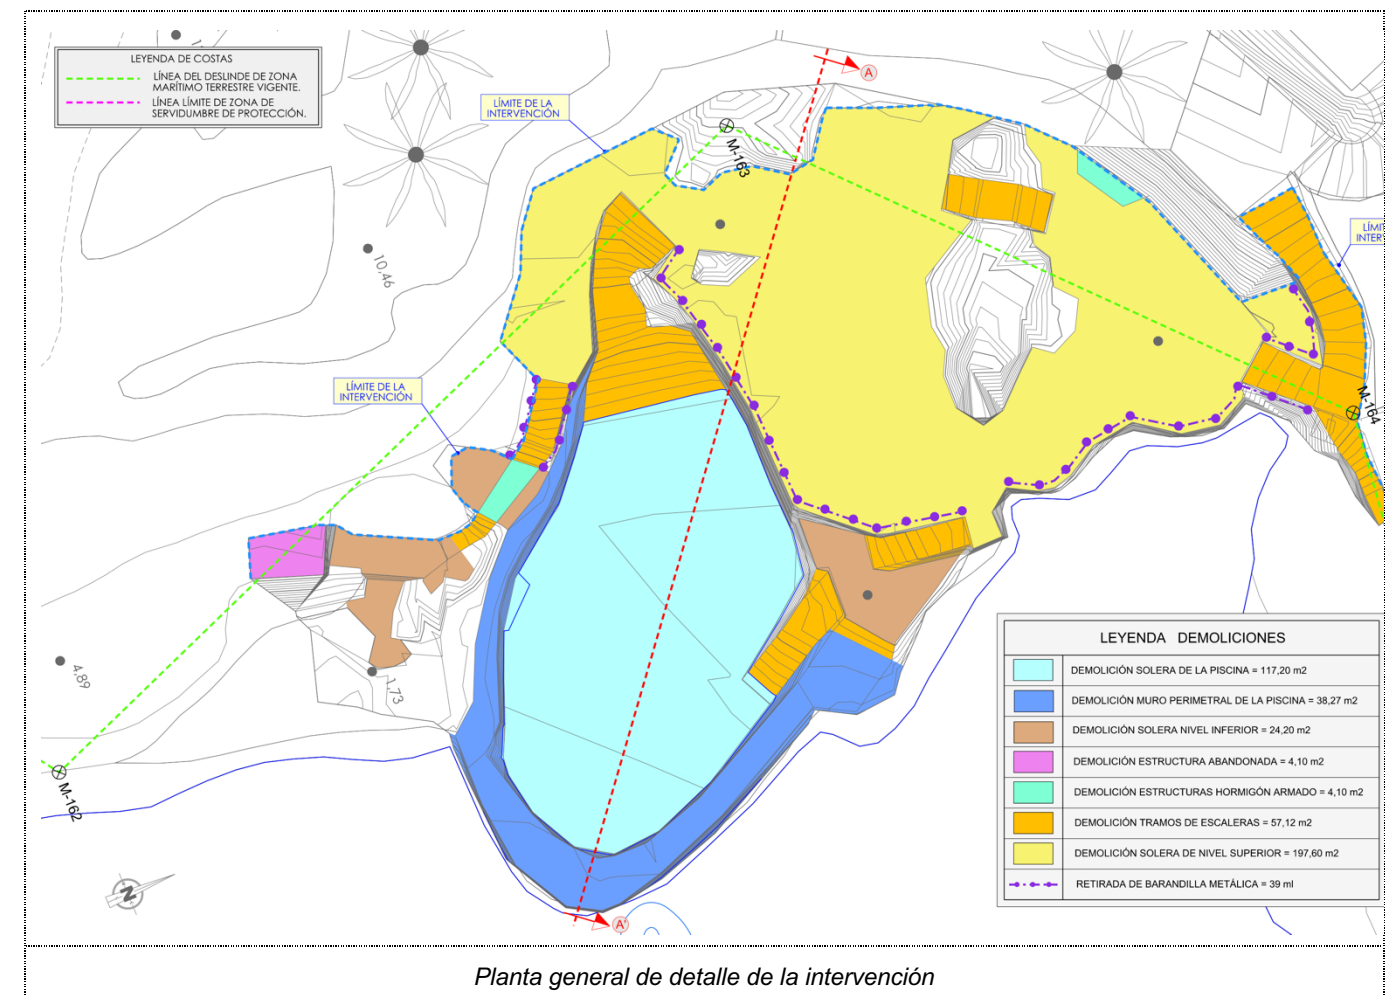 LEYENDA DE COSTAS
LÍNEA DEL DESLINDE DE ZONA
MARÍTIMO TERRESTRE VIGENTE.
LÍNEA LÍMITE DE ZONA DE
SERVIDUMBRE DE PROTECCIÓN.
LÍMITE DE LA
INTERVENCIÓN
A
M-163
LÍMI
INTER
10,46
LÍMITE DE LA
INTERVENCIÓN
M-164
4,89
1,73
M-162
N
A'
LEYENDA DEMOLICIONES
DEMOLICIÓN SOLERA DE LA PISCINA = 117,20 m2
DEMOLICIÓN MURO PERIMETRAL DE LA PISCINA = 38,27 m2
DEMOLICIÓN SOLERA NIVEL INFERIOR = 24,20 m2
DEMOLICIÓN ESTRUCTURA ABANDONADA = 4,10 m2
DEMOLICIÓN ESTRUCTURAS HORMIGÓN ARMADO = 4,10 m2
DEMOLICIÓN TRAMOS DE ESCALERAS = 57,12 m2
DEMOLICIÓN SOLERA DE NIVEL SUPERIOR = 197,60 m2
RETIRADA DE BARANDILLA METÁLICA = 39 ml
Planta general de detalle de la intervención